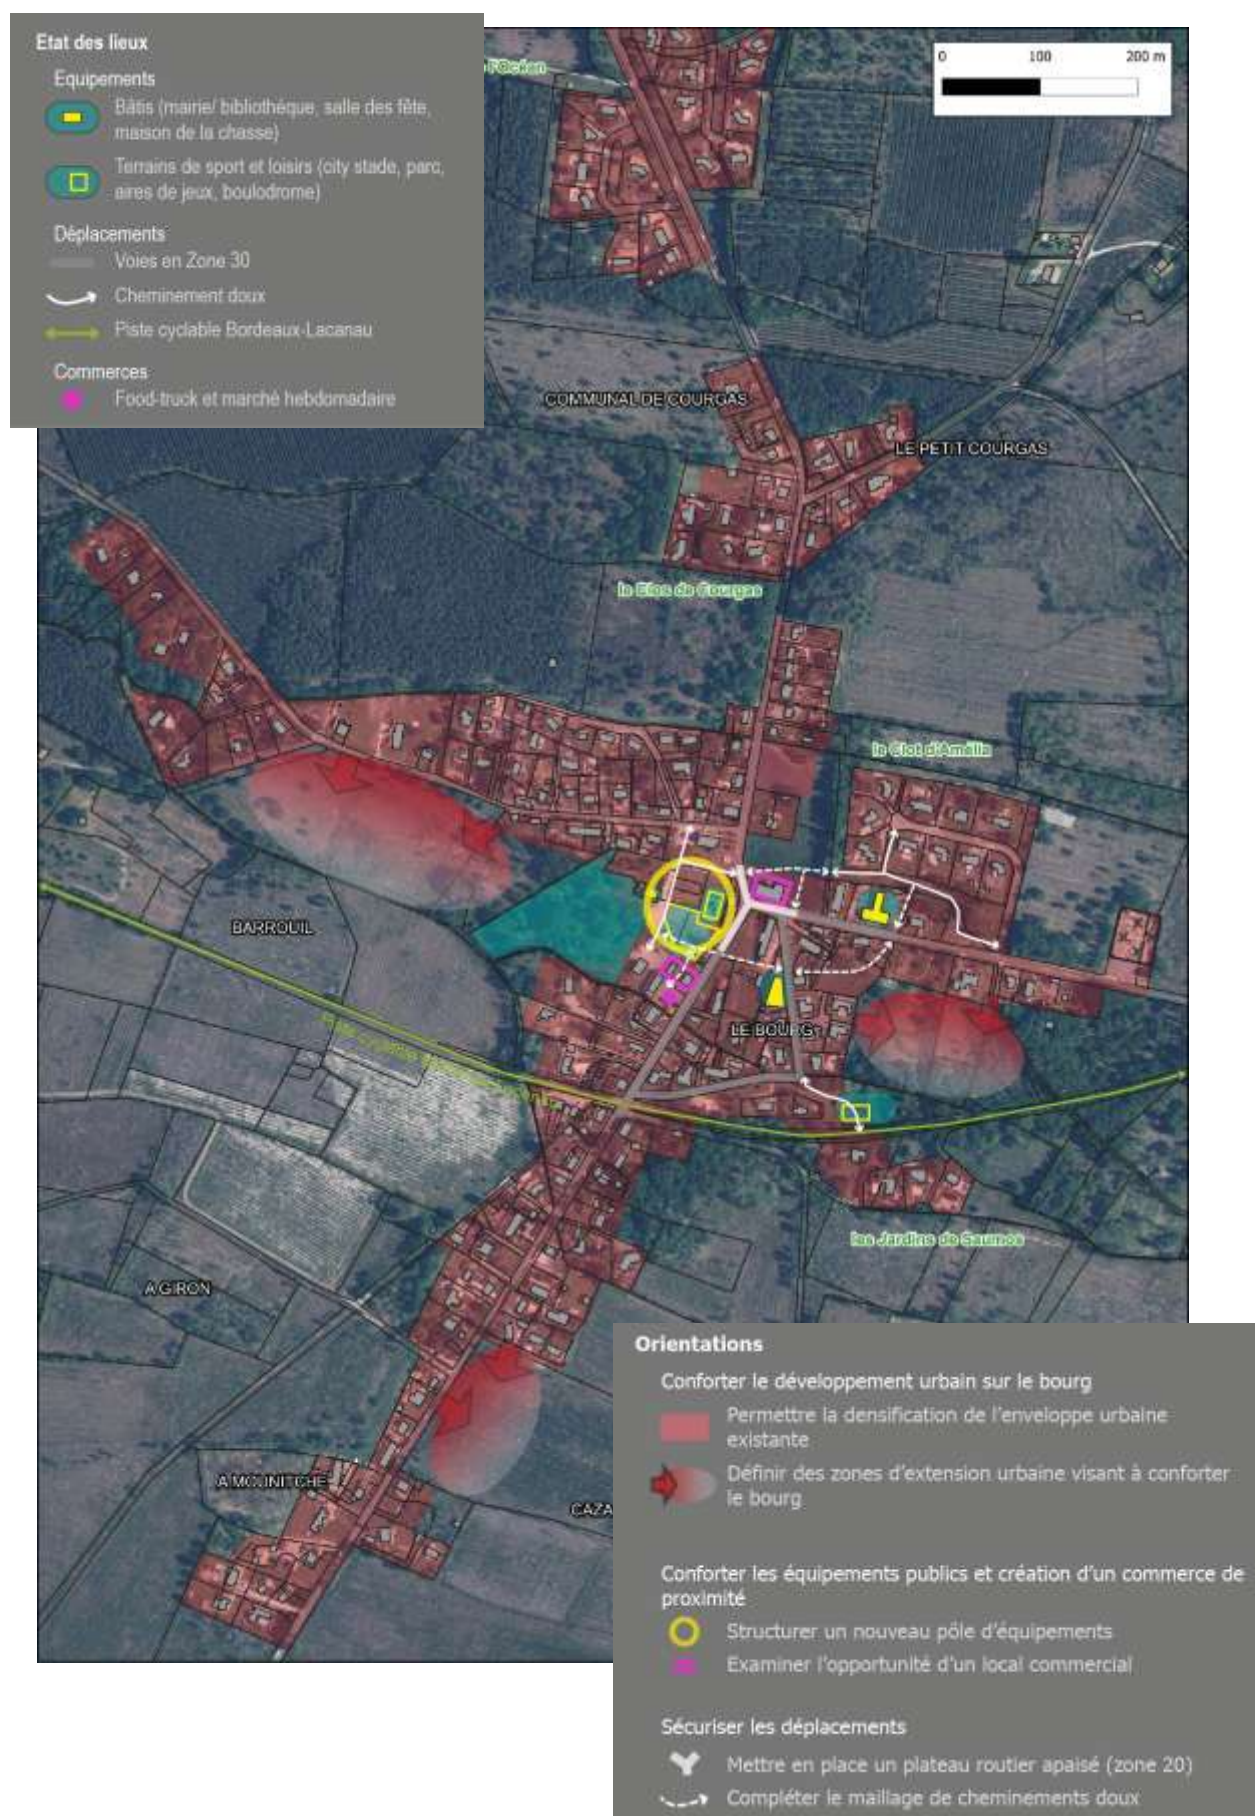 Etat des lieux
Equipements
Bâtis (mairie/ bibliothèque, salle des fête,
maison de la chasse)
Terrains de sport et loisirs (city stade, parc,
aires de jeux, boulodrome)
Déplacements
Voies en Zone 30
Cheminement doux
Piste cyclable Bordeaux-Lacanau
Commerces
Food-truck et marché hebdomadaire
l'Océan
0 100 200 m
COMMUNAL DE COURGAS
LE PETIT COURGAS
le Clos de Courgas
le Clot d'Amélia
BARROUIL
LE BOURG
les Jardins de Saumos
A GIRON
A MOUNITCHE
CAZA
Orientations
Conforter le développement urbain sur le bourg
Permettre la densification de l'enveloppe urbaine
existante
Définir des zones d'extension urbaine visant à conforter
le bourg
Conforter les équipements publics et création d'un commerce de
proximité
Structurer un nouveau pôle d'équipements
Examiner l'opportunité d'un local commercial
Sécuriser les déplacements
Mettre en place un plateau routier apaisé (zone 20)
Compléter le maillage de cheminements doux